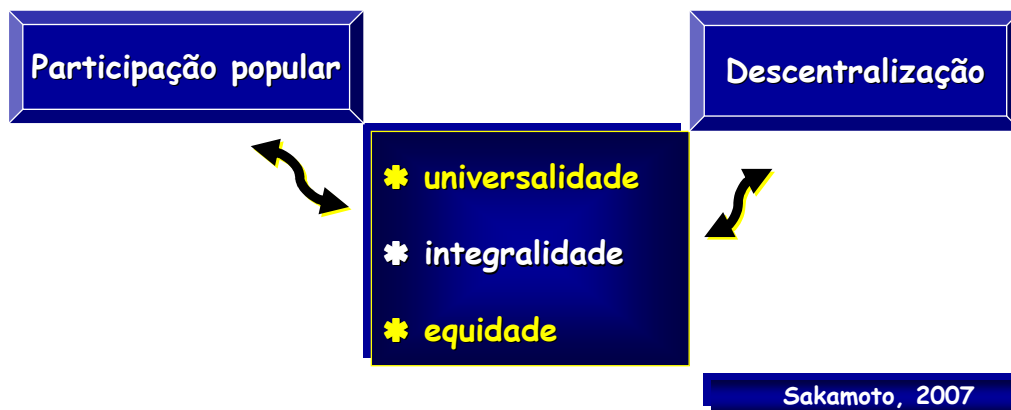 Participação popular
Descentralização
✱ universalidade
✱ integralidade
✱ equidade
Sakamoto, 2007